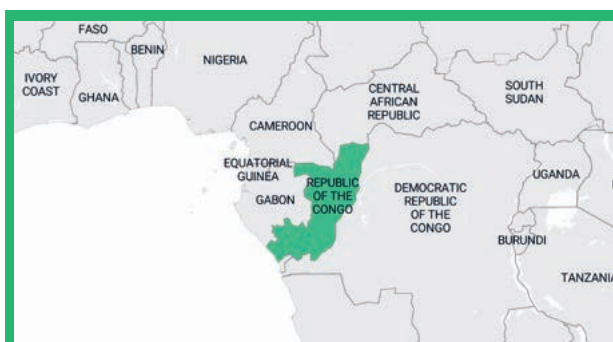 FASO
BENIN
NIGERIA
IVORY
COAST
GHANA
CENTRAL
AFRICAN
REPUBLIC
SOUTH
SUDAN
CAMEROON
EQUATORIAL
GUINEA
GABON
REPUBLIC
OF THE
CONGO
DEMOCRATIC
REPUBLIC
OF THE
CONGO
UGANDA
BURUNDI
TANZANIA